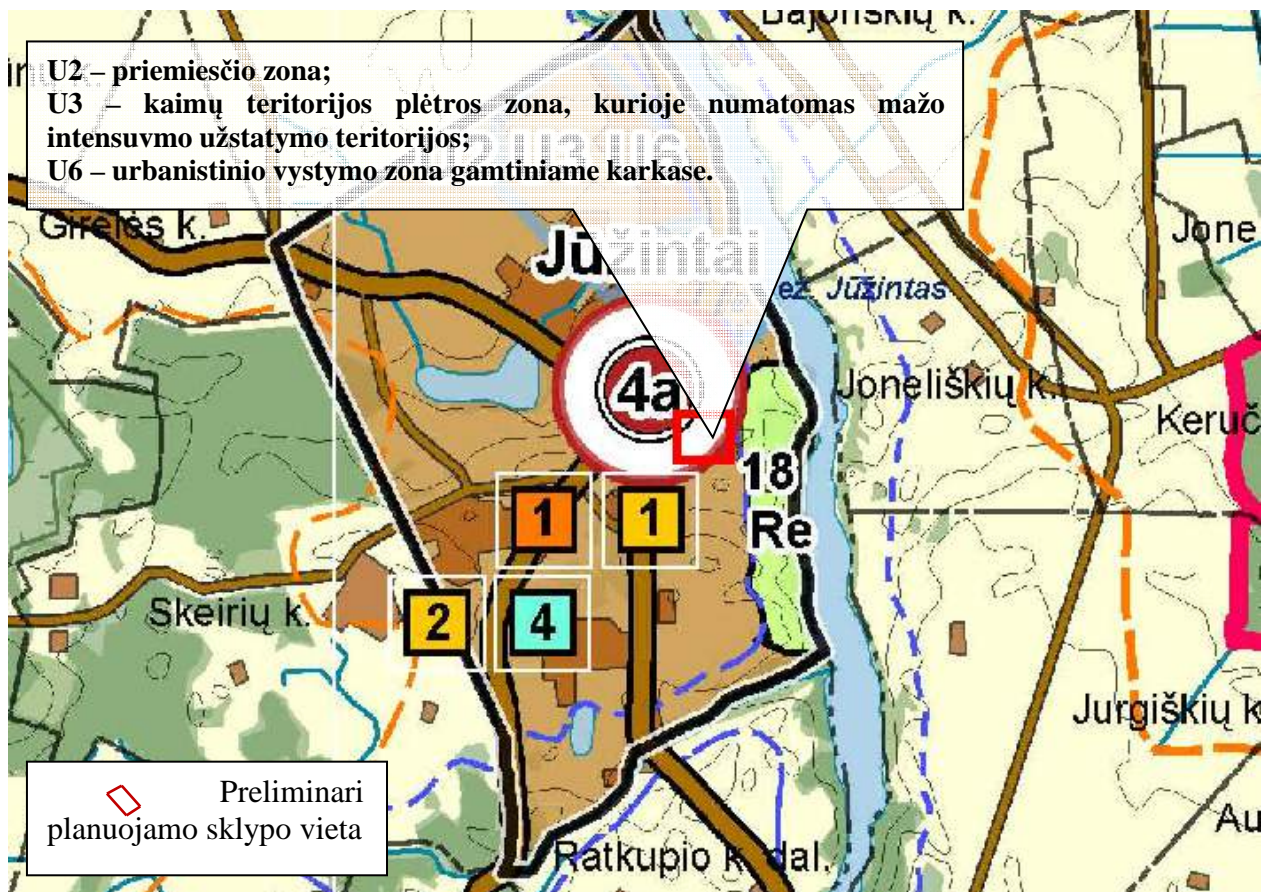 Bajoriškių k.
U2 – priemiesčio zona;
U3 – kaimų teritorijos plėtros zona, kurioje numatomas mažo
intensuvmo užstatymo teritorijos;
U6 – urbanistinio vystymo zona gamtiniame karkase.
Girelės k.
Jūžintai
Jone
ež. Jūžintas
4a
Joneliškių k.
Keruč
18
Re
1
1
Skeirių k.
2
4
Jurgiškių k
Preliminari
planuojamo sklypo vieta
Au
Ratkupio k. dal.